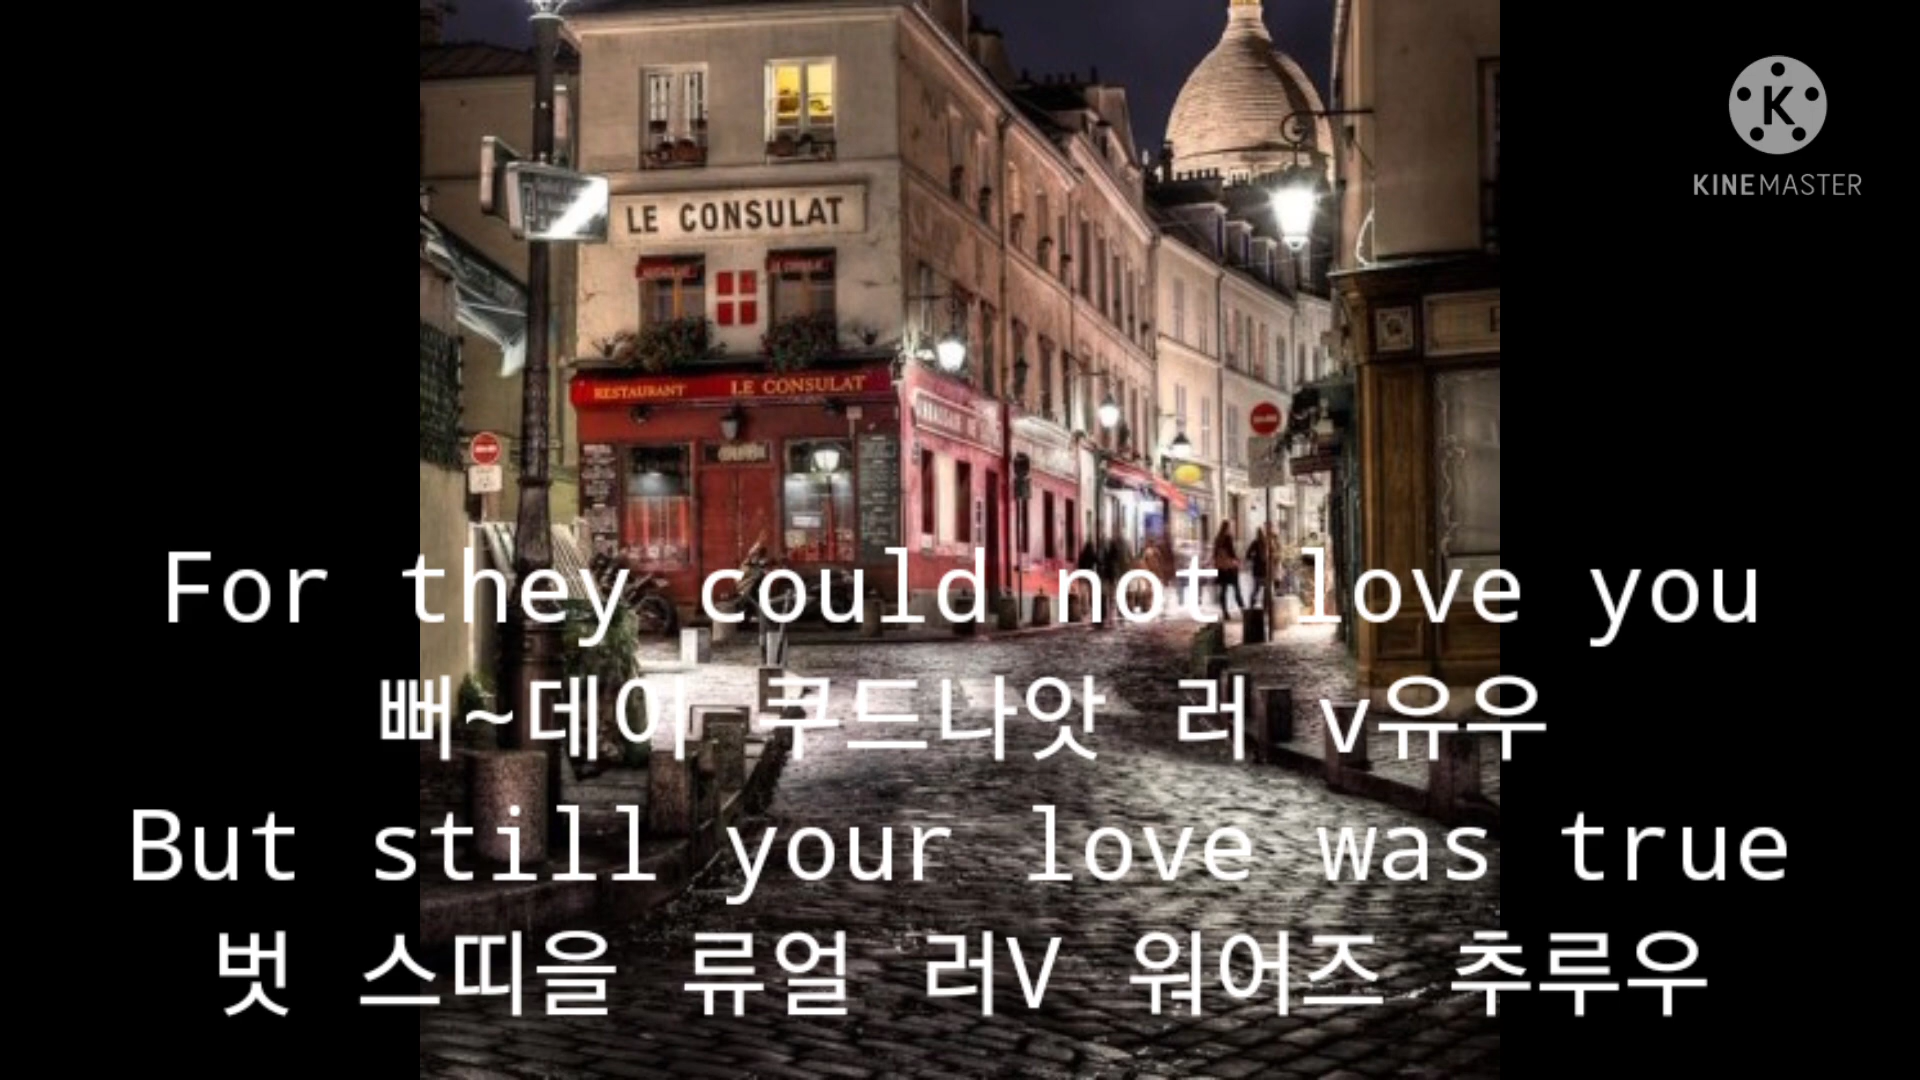 KINEMASTER
LE CONSULAT
RESTAURANT LE CONSULAT
For they could not love you
뻐~데이 쿠드나앗 러 v유우
But still your love was true
벗 스띠을 류얼 러V 워어즈 추루우